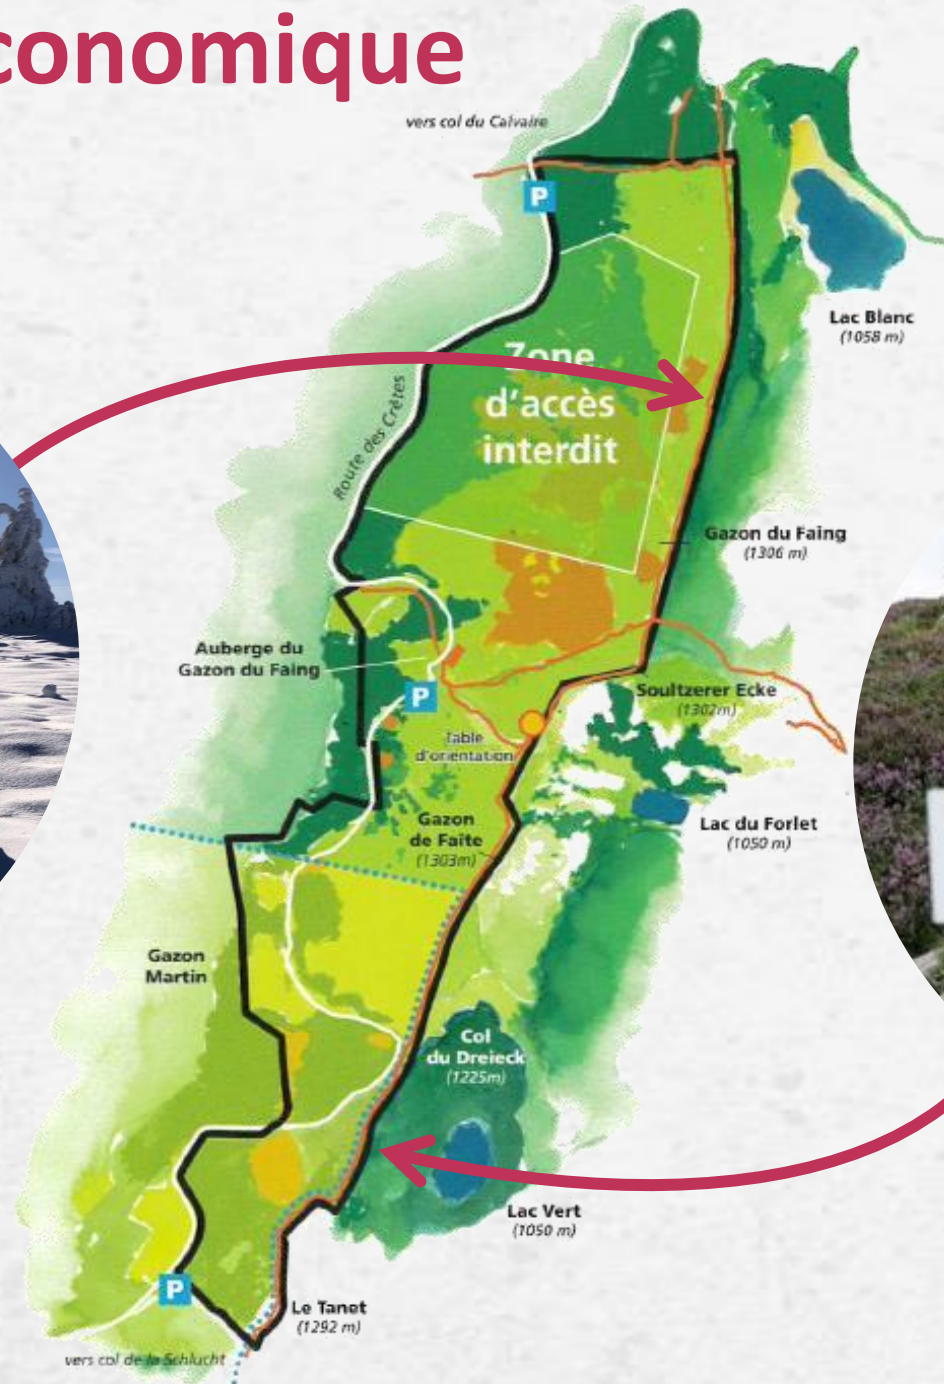 conomique
vers col du Calvaire
P
Lac Blanc
(1058 m)
Zone
d'accès
interdit
Route des Crêtes
Gazon du Faing
(1306 m)
Auberge du
Gazon du Faing
P
Soultzerer Ecke
(1302m)
Table
d'orientation
Gazon
de Faîte
(1303m)
Lac du Forlet
(1050 m)
Gazon
Martin
Col
du Dreieck
(1225m)
Lac Vert
(1050 m)
P
Le Tanet
(1292 m)
vers col de la Schlucht